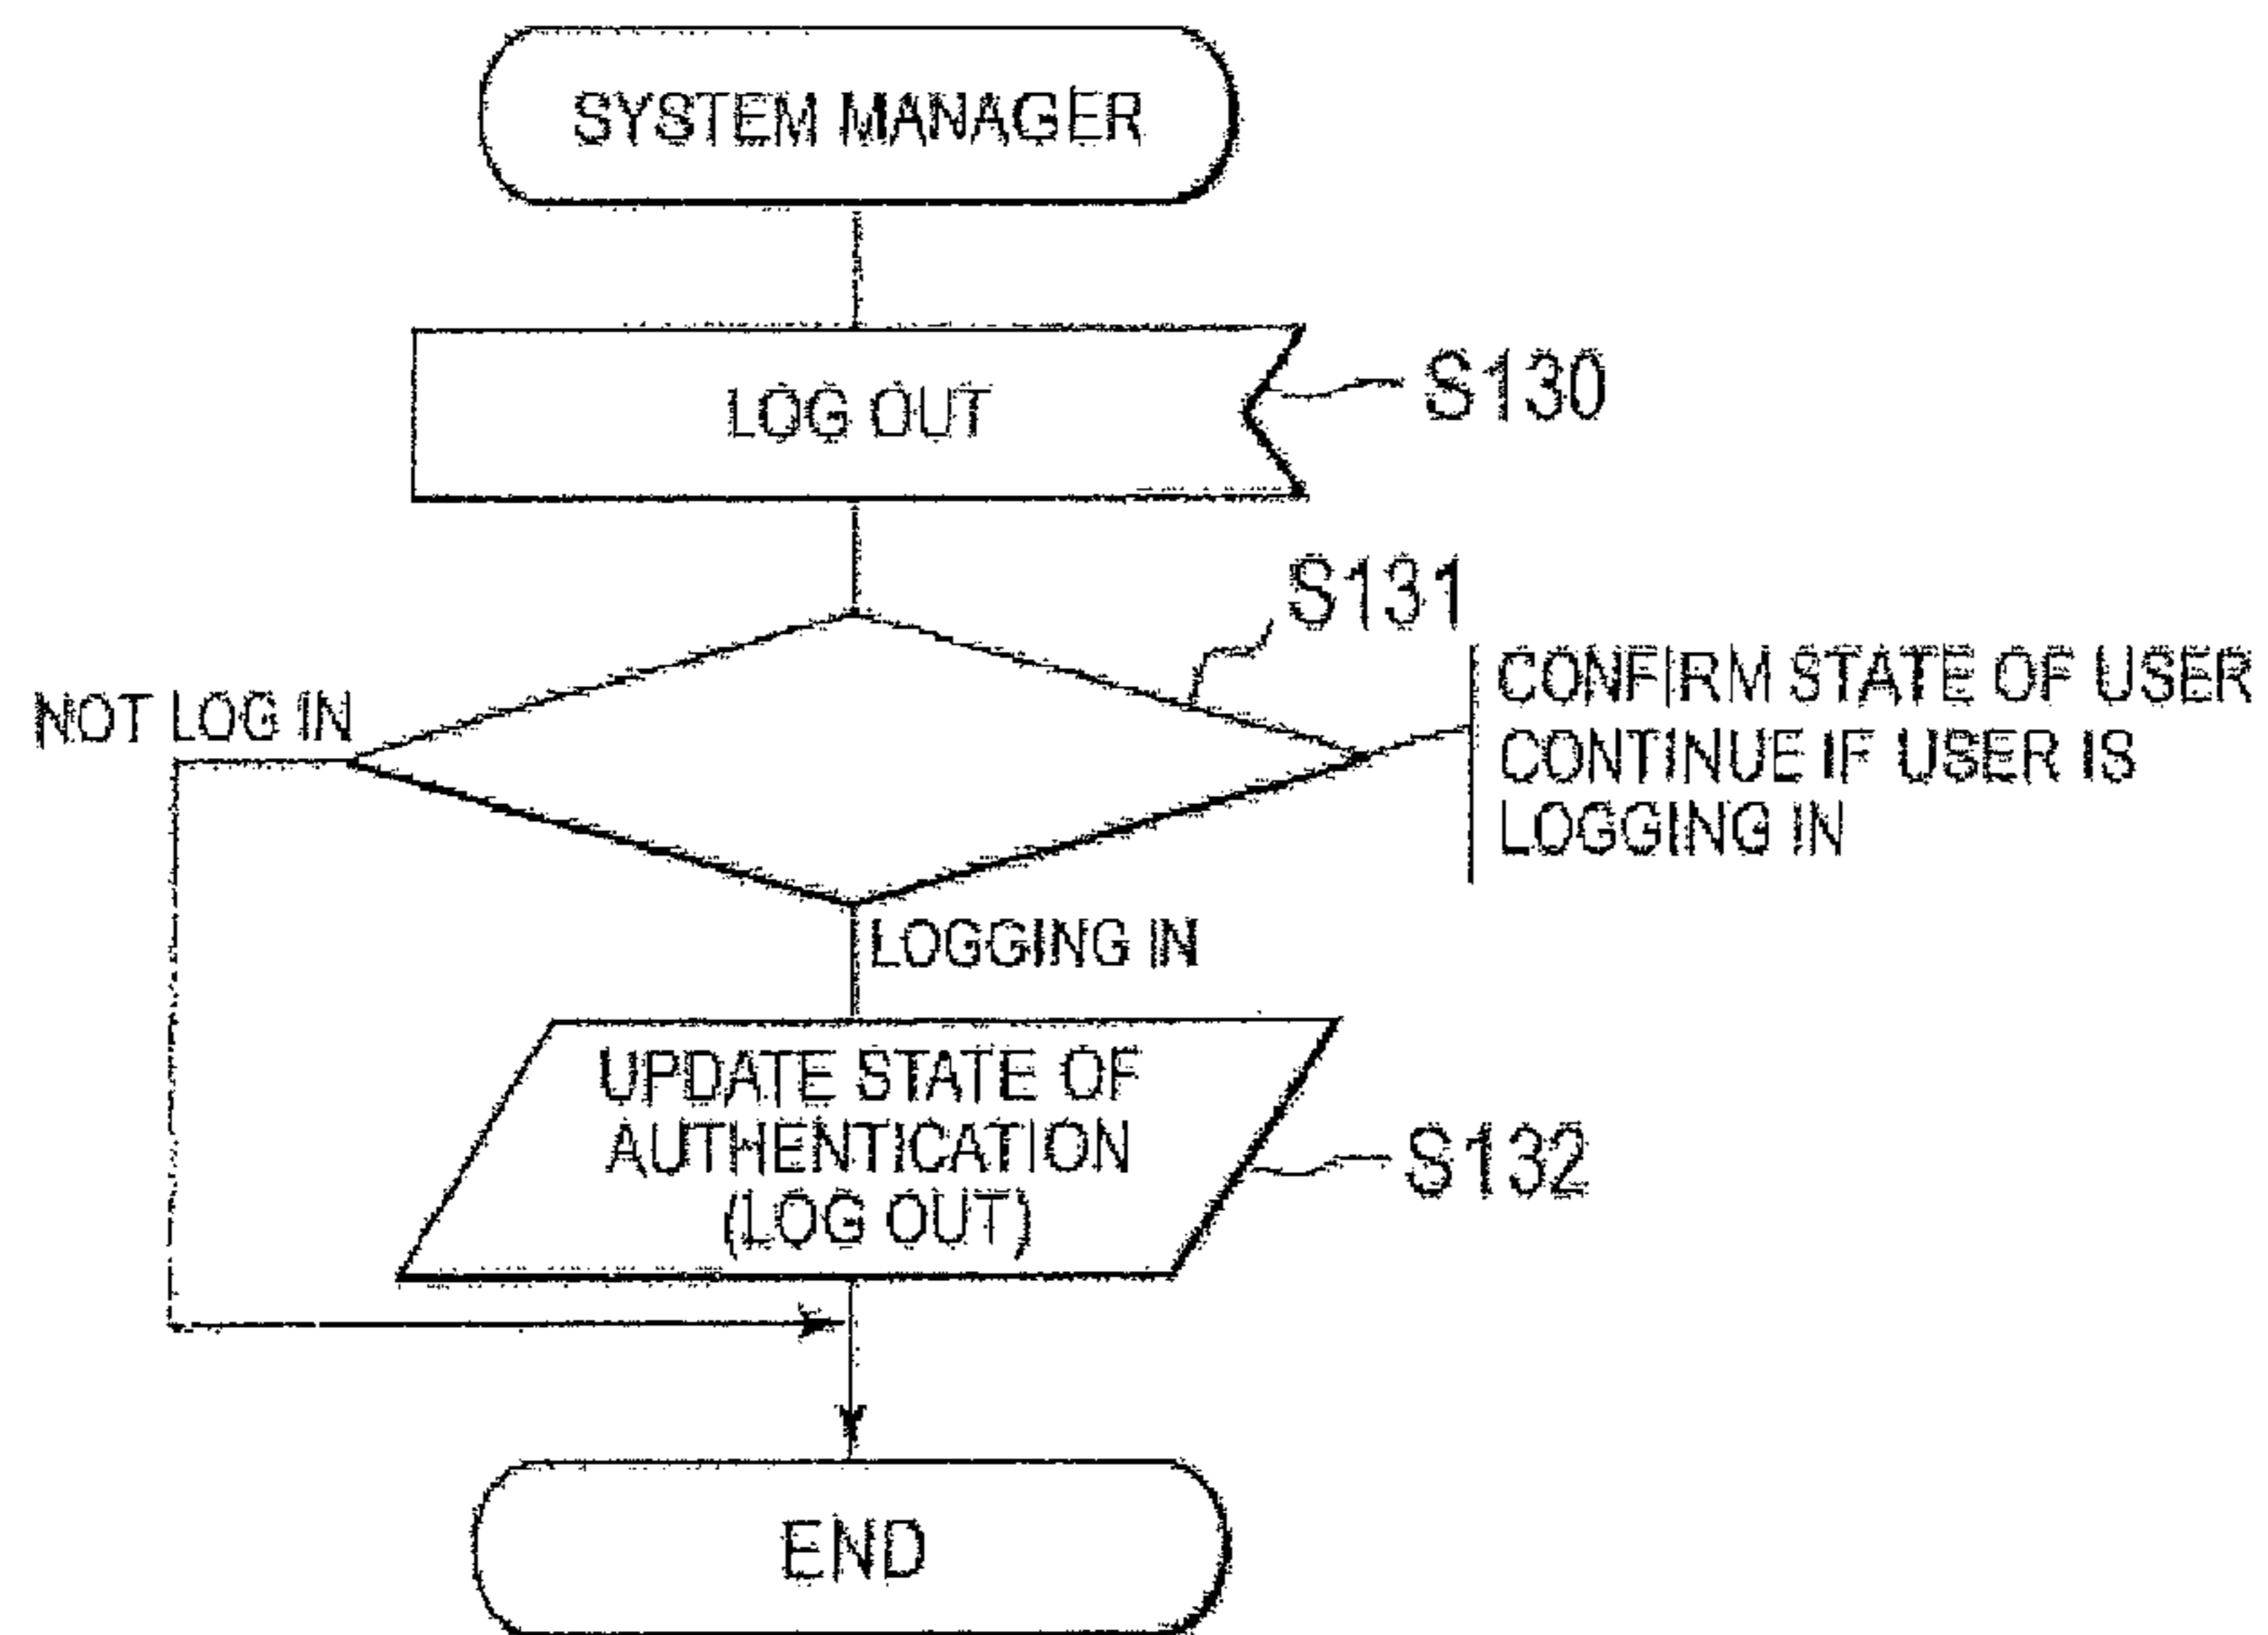 SYSTEM MANAGER
LOG OUT
S130
S131
NOT LOG IN
CONFIRM STATE OF USER
CONTINUE IF USER IS
LOGGING IN
LOGGING IN
UPDATE STATE OF
AUTHENTICATION
(LOG OUT)
S132
END